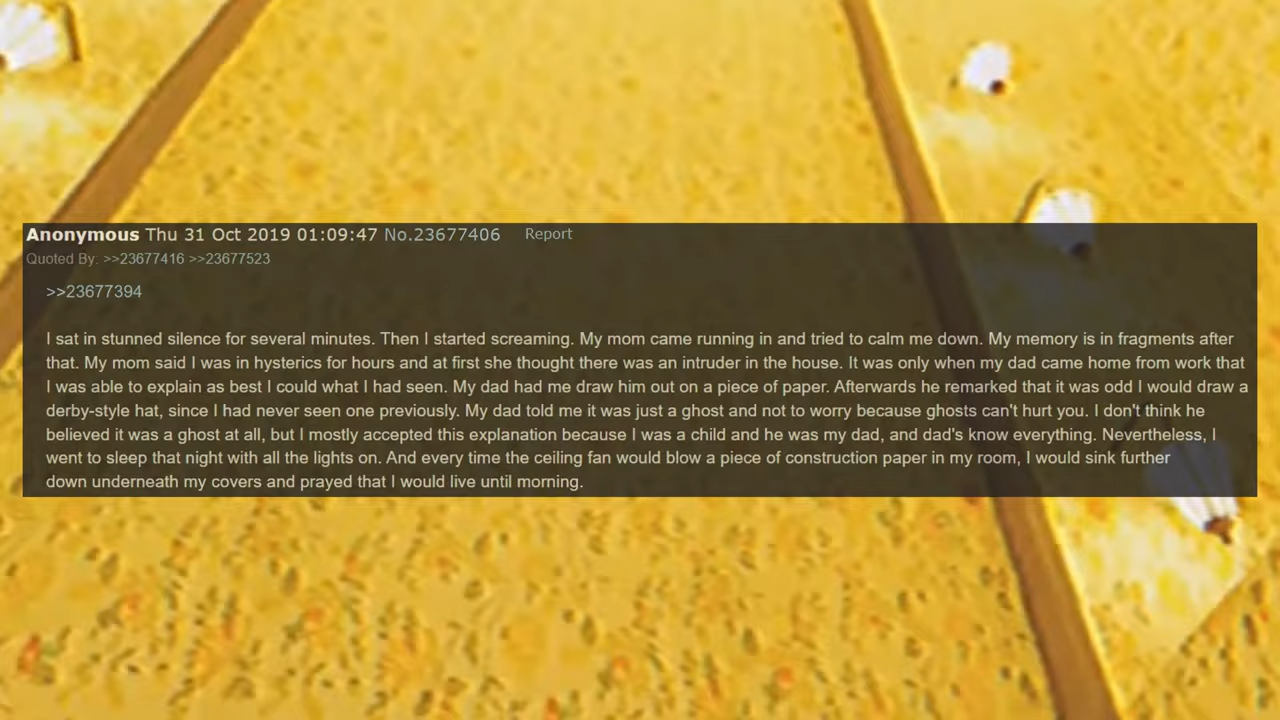 Anonymous Thu 31 Oct 2019 01:09:47 No.23677406 Report
Quoted By: >>23677416 >>23677523
>>23677394
I sat in stunned silence for several minutes. Then I started screaming. My mom came running in and tried to calm me down. My memory is in fragments after
that. My mom said I was in hysterics for hours and at first she thought there was an intruder in the house. It was only when my dad came home from work that
I was able to explain as best I could what I had seen. My dad had me draw him out on a piece of paper. Afterwards he remarked that it was odd I would draw a
derby-style hat, since I had never seen one previously. My dad told me it was just a ghost and not to worry because ghosts can't hurt you. I don't think he
believed it was a ghost at all, but I mostly accepted this explanation because I was a child and he was my dad, and dad's know everything. Nevertheless, I
went to sleep that night with all the lights on. And every time the ceiling fan would blow a piece of construction paper in my room, I would sink further
down underneath my covers and prayed that I would live until morning.